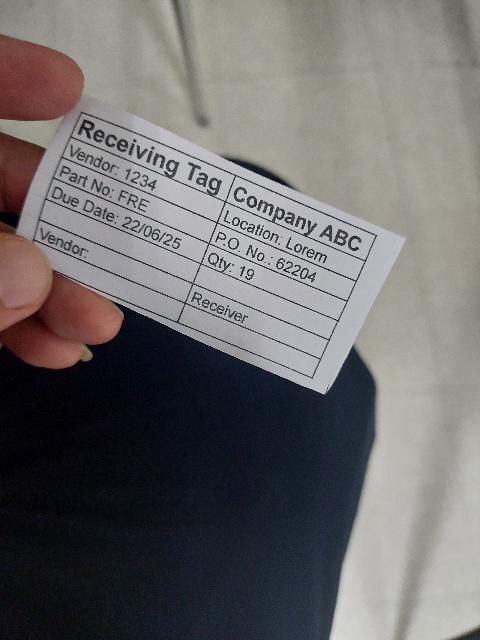 Receiving Tag Company ABC
Vendor: 1234 Location: Lorem
Part No: FRE P.O. No.: 62204
Due Date: 22/06/25 Qty: 19
Vendor: Receiver